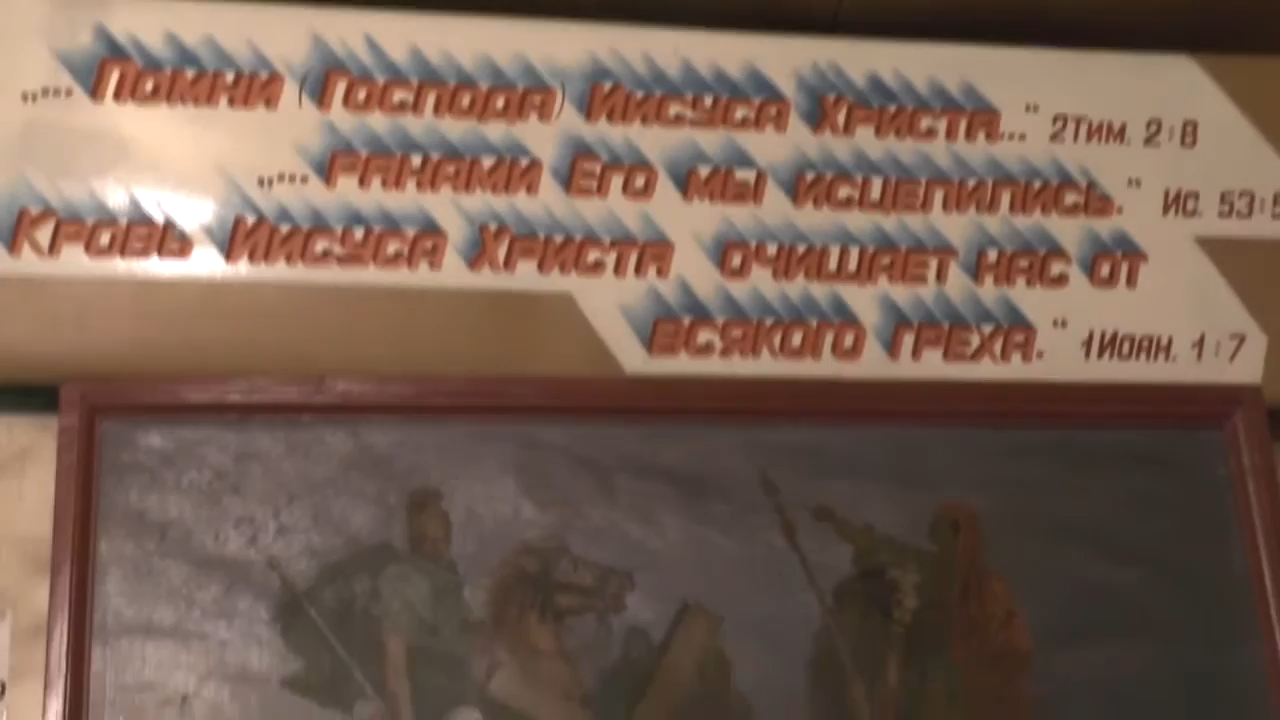 „... Помни (Господа) Иисуса Христа...“ 2Тим. 2:8
„... ранами Его мы исцелились.“ Ис. 53:5
Кровь Иисуса Христа очищает нас от
всякого греха.“ 1Иоан. 1:7